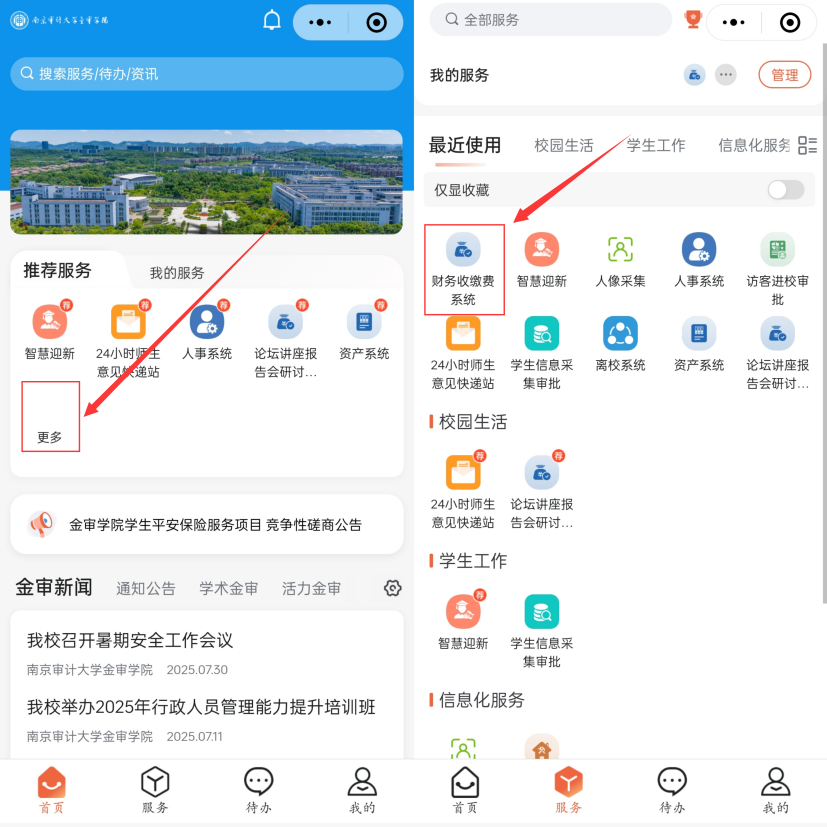 南京审计大学金审学院
搜索服务/待办/资讯
推荐服务
我的服务
荐
荐
荐
荐
荐
智慧迎新
24小时师生
意见快递站
人事系统
论坛讲座报
告会研讨...
资产系统
更多
金审学院学生平安保险服务项目 竞争性磋商公告
金审新闻
通知公告
学术金审
活力金审
我校召开暑期安全工作会议
南京审计大学金审学院 2025.07.30
我校举办2025年行政人员管理能力提升培训班
南京审计大学金审学院 2025.07.11
首页
服务
待办
我的
全部服务
我的服务
管理
最近使用
校园生活
学生工作
信息化服务
仅显收藏
财务收缴费
系统
智慧迎新
人像采集
人事系统
访客进校审
批
24小时师生
意见快递站
学生信息采
集审批
离校系统
资产系统
论坛讲座报
告会研讨...
校园生活
荐
荐
24小时师生
意见快递站
论坛讲座报
告会研讨...
学生工作
荐
智慧迎新
学生信息采
集审批
信息化服务
首页
服务
待办
我的